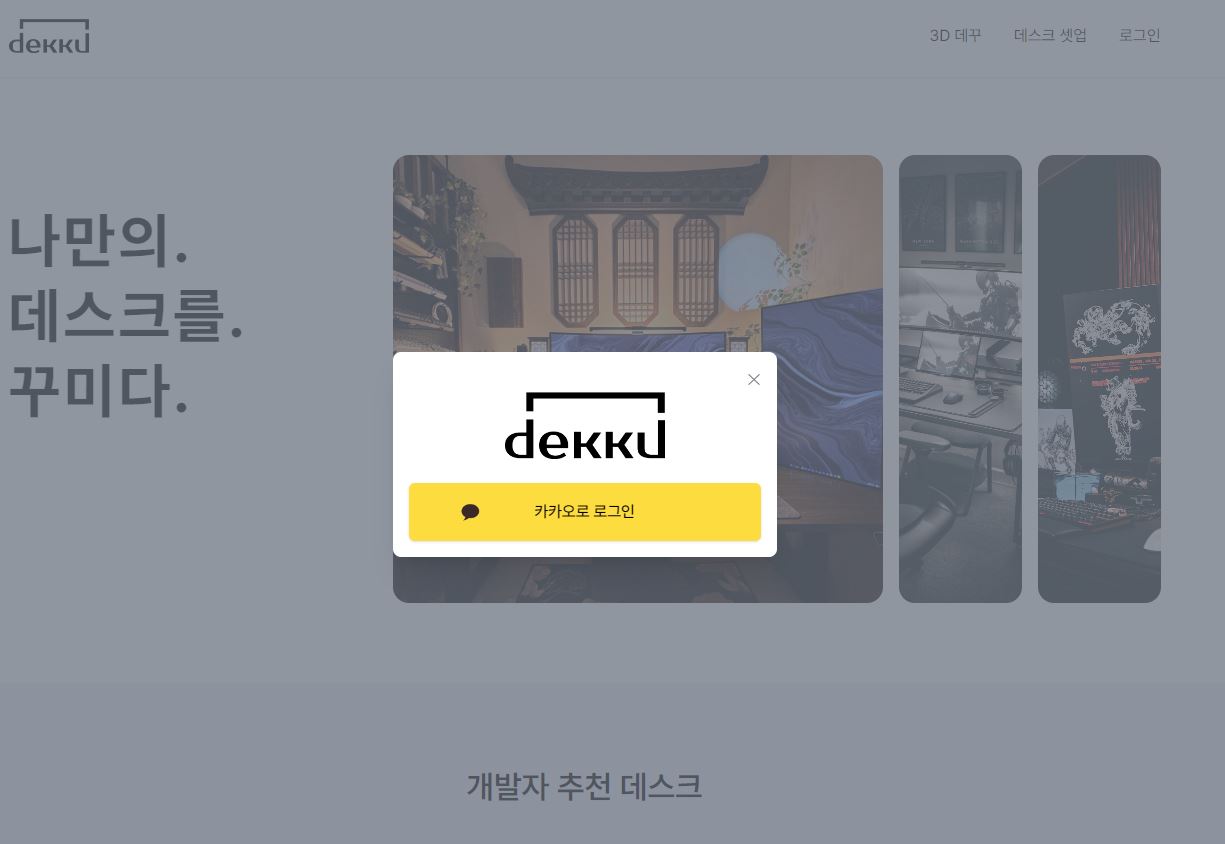 dekku
3D 데꾸
데스크 셋업
로그인
나만의.
데스크를.
꾸미다.
dekku
카카오로 로그인
개발자 추천 데스크